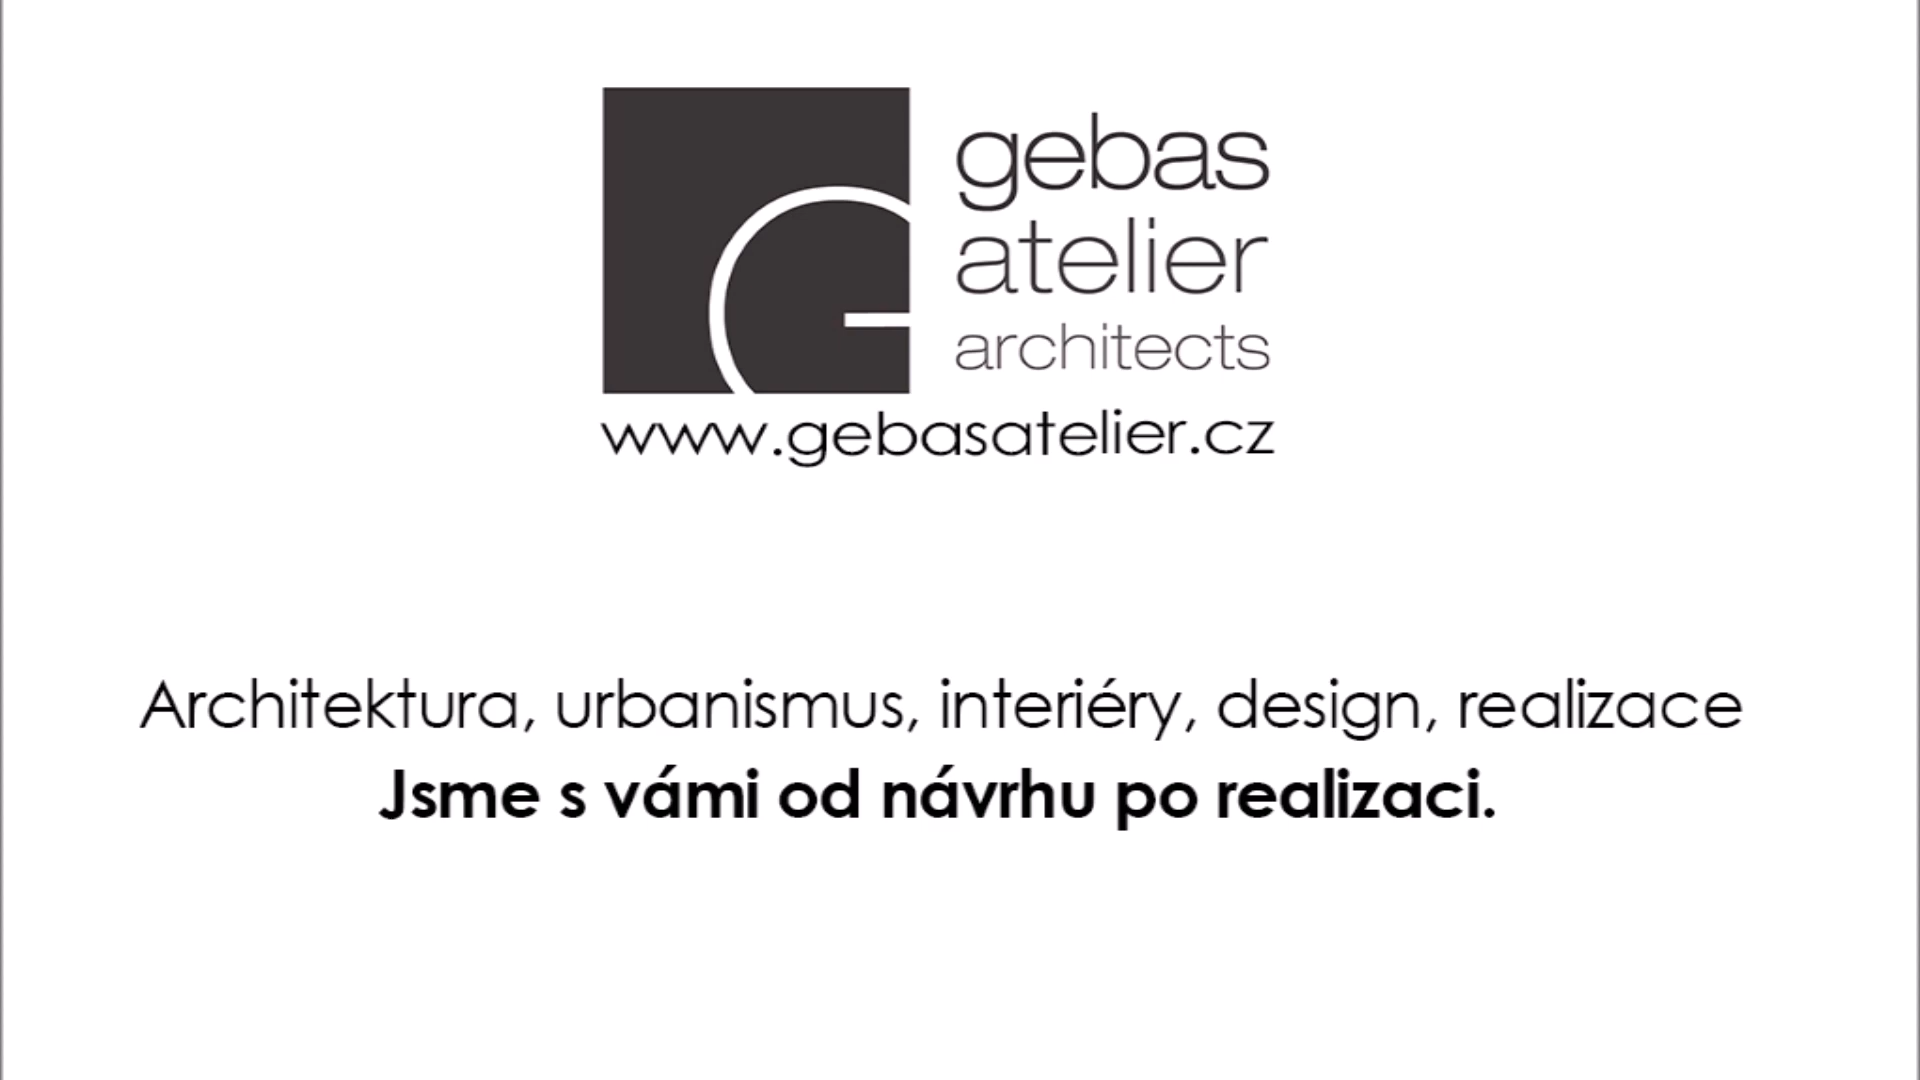 gebas
atelier
architects
www.gebasatelier.cz
Architektura, urbanismus, interiéry, design, realizace
Jsme s vámi od návrhu po realizaci.